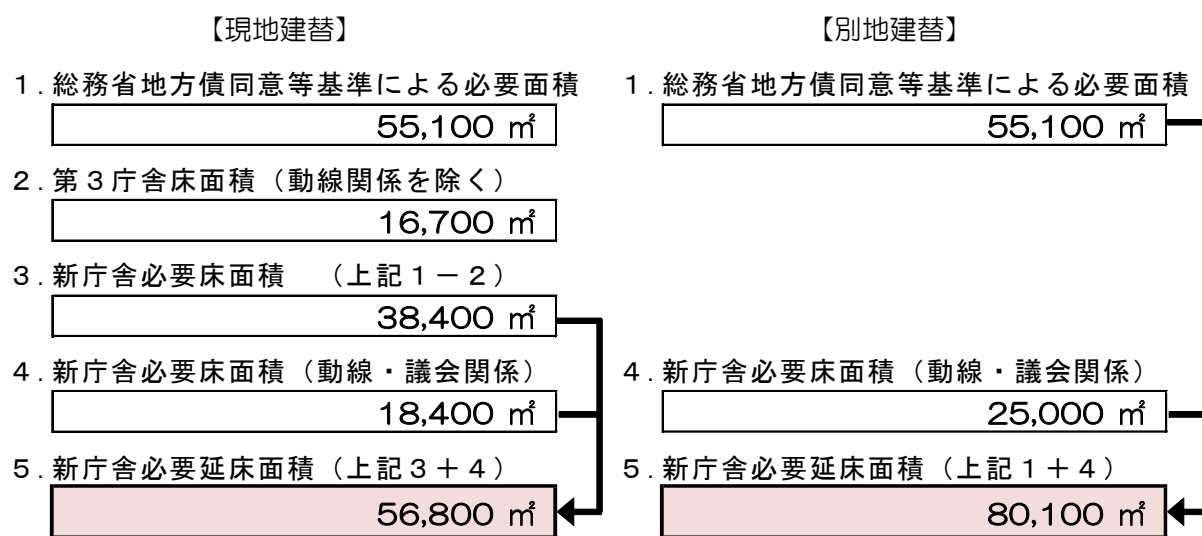 【現地建替】
1.総務省地方債同意等基準による必要面積
55,100 ㎡
2.第3庁舎床面積（動線関係を除く）
16,700 ㎡
3.新庁舎必要床面積　（上記1－2）
38,400 ㎡
4.新庁舎必要床面積（動線・議会関係）
18,400 ㎡
5.新庁舎必要延床面積（上記3＋4）
56,800 ㎡
【別地建替】
1.総務省地方債同意等基準による必要面積
55,100 ㎡
4.新庁舎必要床面積（動線・議会関係）
25,000 ㎡
5.新庁舎必要延床面積（上記1＋4）
80,100 ㎡